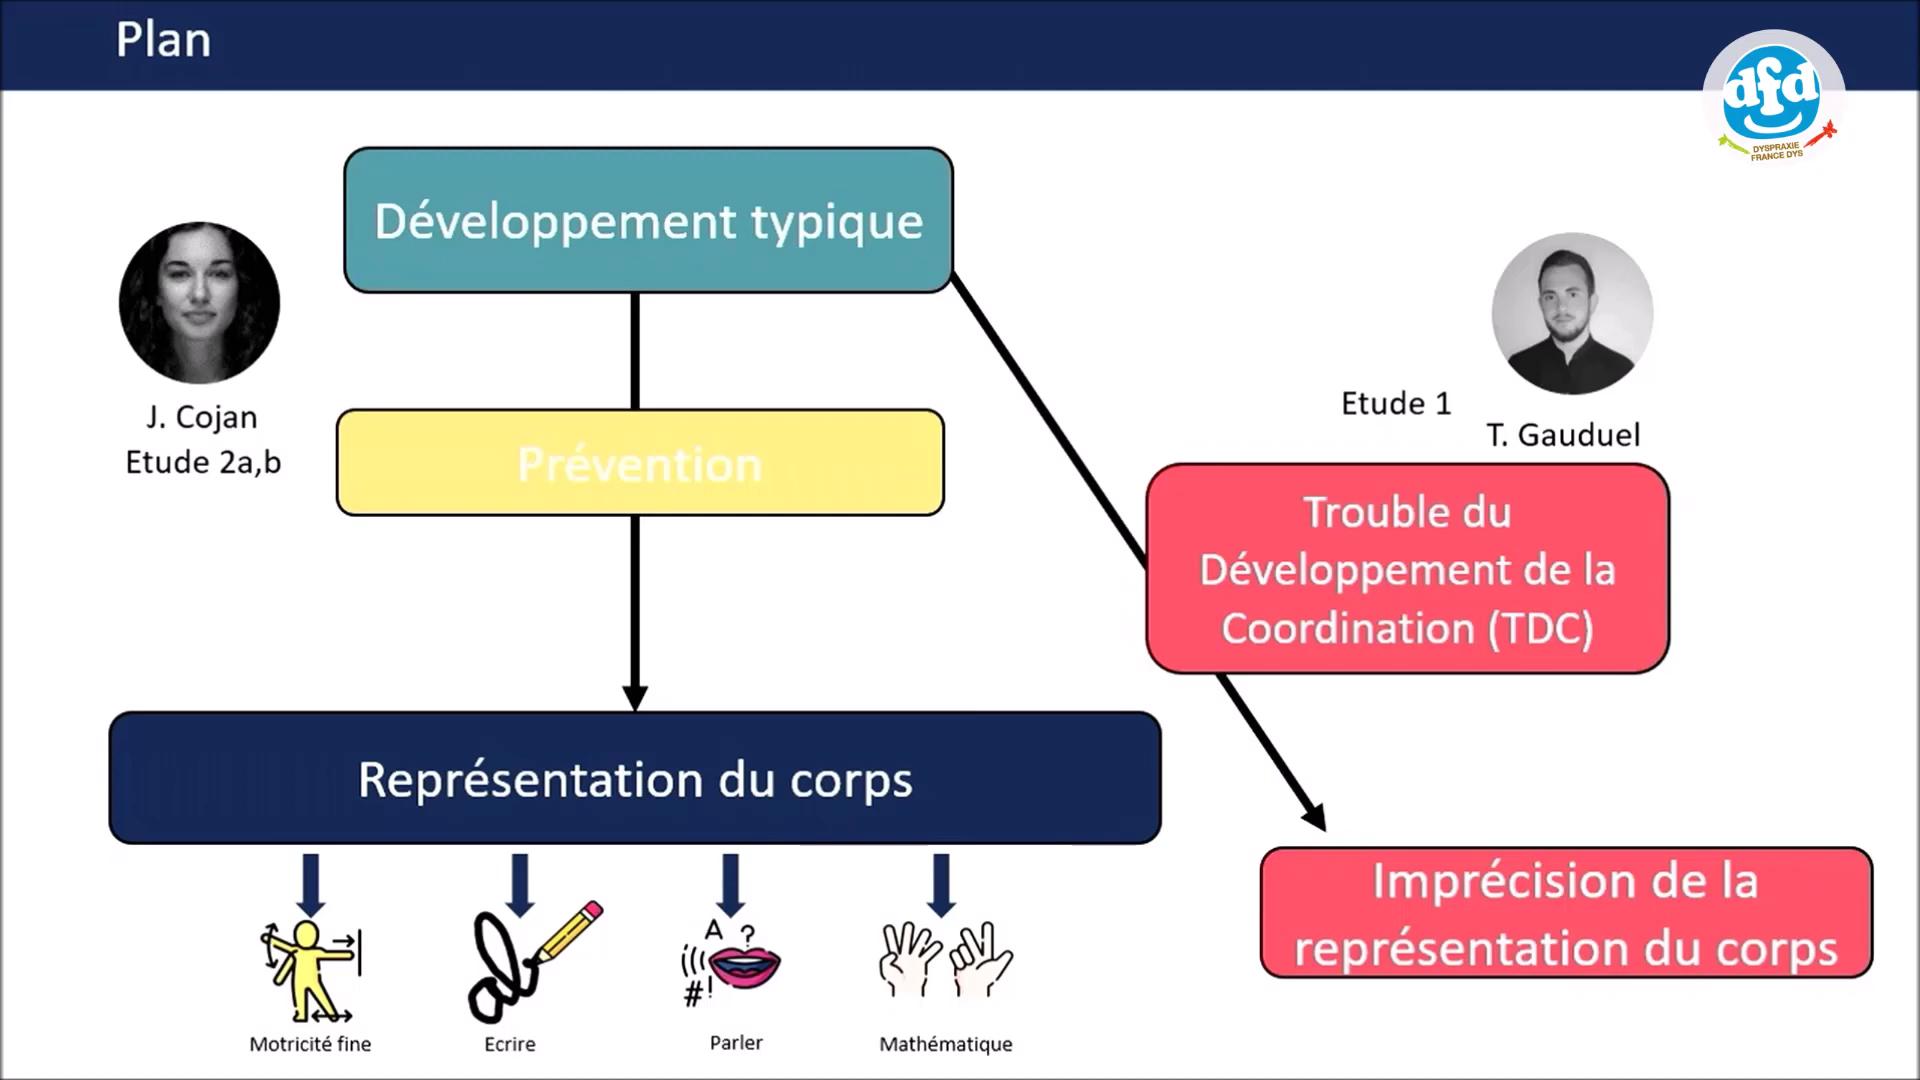 Plan
dfd
DYSPRAXIE
FRANCE DYS
Développement typique
J. Cojan
Etude 2a,b
Prévention
Etude 1
T. Gauduel
Trouble du
Développement de la
Coordination (TDC)
Représentation du corps
Imprécision de la
représentation du corps
A ?
#!
Motricité fine
Ecrire
Parler
Mathématique